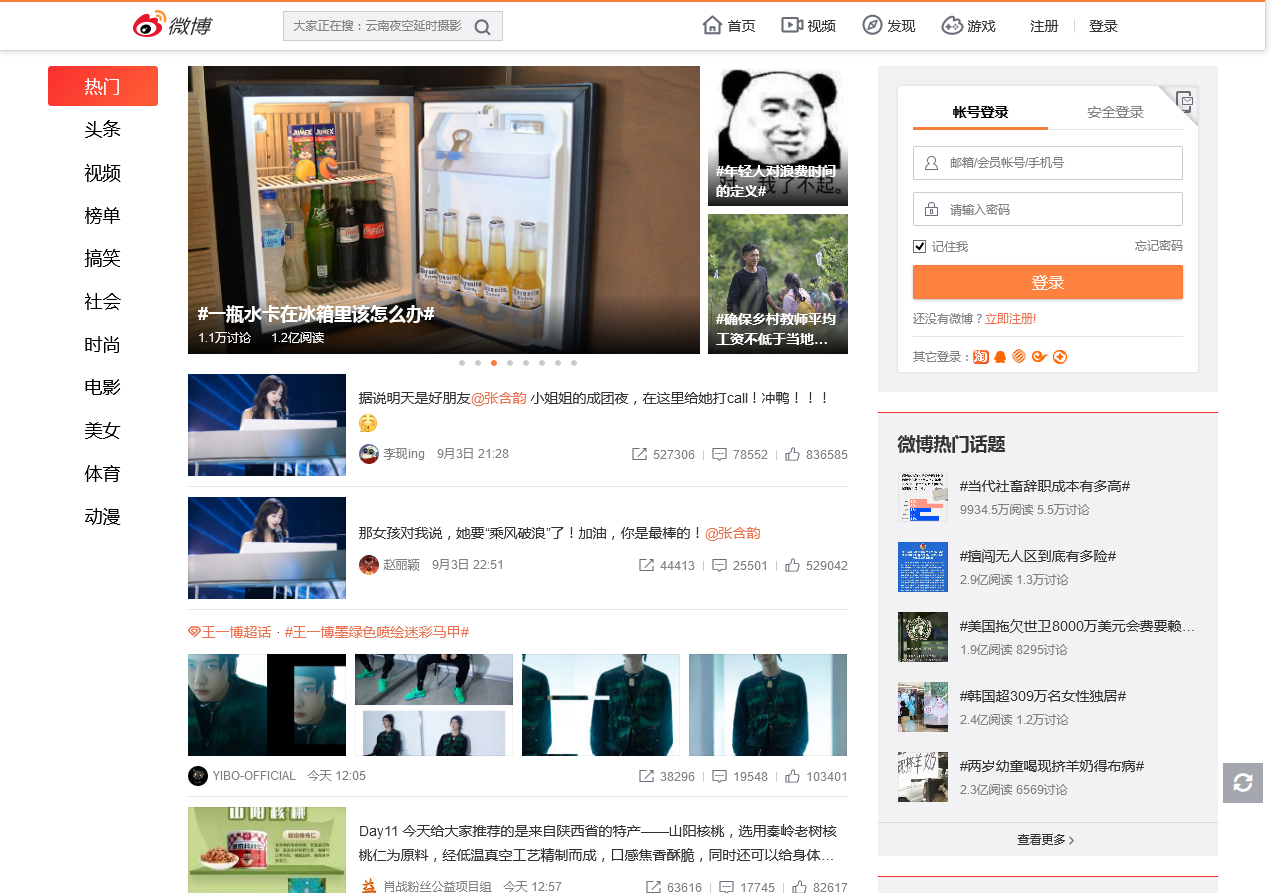 微博
大家正在搜：云南夜空延时摄影
首页
视频
发现
游戏
注册
登录
热门
头条
视频
榜单
搞笑
社会
时尚
电影
美女
体育
动漫
JUMEX JUMEX
#一瓶水卡在冰箱里该怎么办#
1.1万讨论 1.2亿阅读
#年轻人对浪费时间
的定义#
#确保乡村教师平均
工资不低于当地...
据说明天是好朋友@张含韵 小姐姐的成团夜，在这里给她打call！冲鸭！！！
李现ing 9月3日 21:28 527306 78552 836585
那女孩对我说，她要“乘风破浪”了！加油，你是最棒的！@张含韵
赵丽颖 9月3日 22:51 44413 25501 529042
王一博超话 · #王一博墨绿色喷绘迷彩马甲#
YIBO-OFFICIAL 今天 12:05 38296 19548 103401
山阳核桃
Day11 今天给大家推荐的是来自陕西省的特产——山阳核桃，选用秦岭老树核
桃仁为原料，经低温真空工艺精制而成，口感焦香酥脆，同时还可以给身体...
肖战粉丝公益项目组 今天 12:57 63616 17745 82617
帐号登录 安全登录
邮箱/会员帐号/手机号
请输入密码
记住我 忘记密码
登录
还没有微博？立即注册!
其它登录：淘
微博热门话题
#当代社畜辞职成本有多高#
9934.5万阅读 5.5万讨论
#擅闯无人区到底有多险#
2.9亿阅读 1.3万讨论
#美国拖欠世卫8000万美元会费要赖...
1.9亿阅读 8295讨论
#韩国超309万名女性独居#
2.4亿阅读 1.2万讨论
#两岁幼童喝现挤羊奶得布病#
2.3亿阅读 6569讨论
查看更多